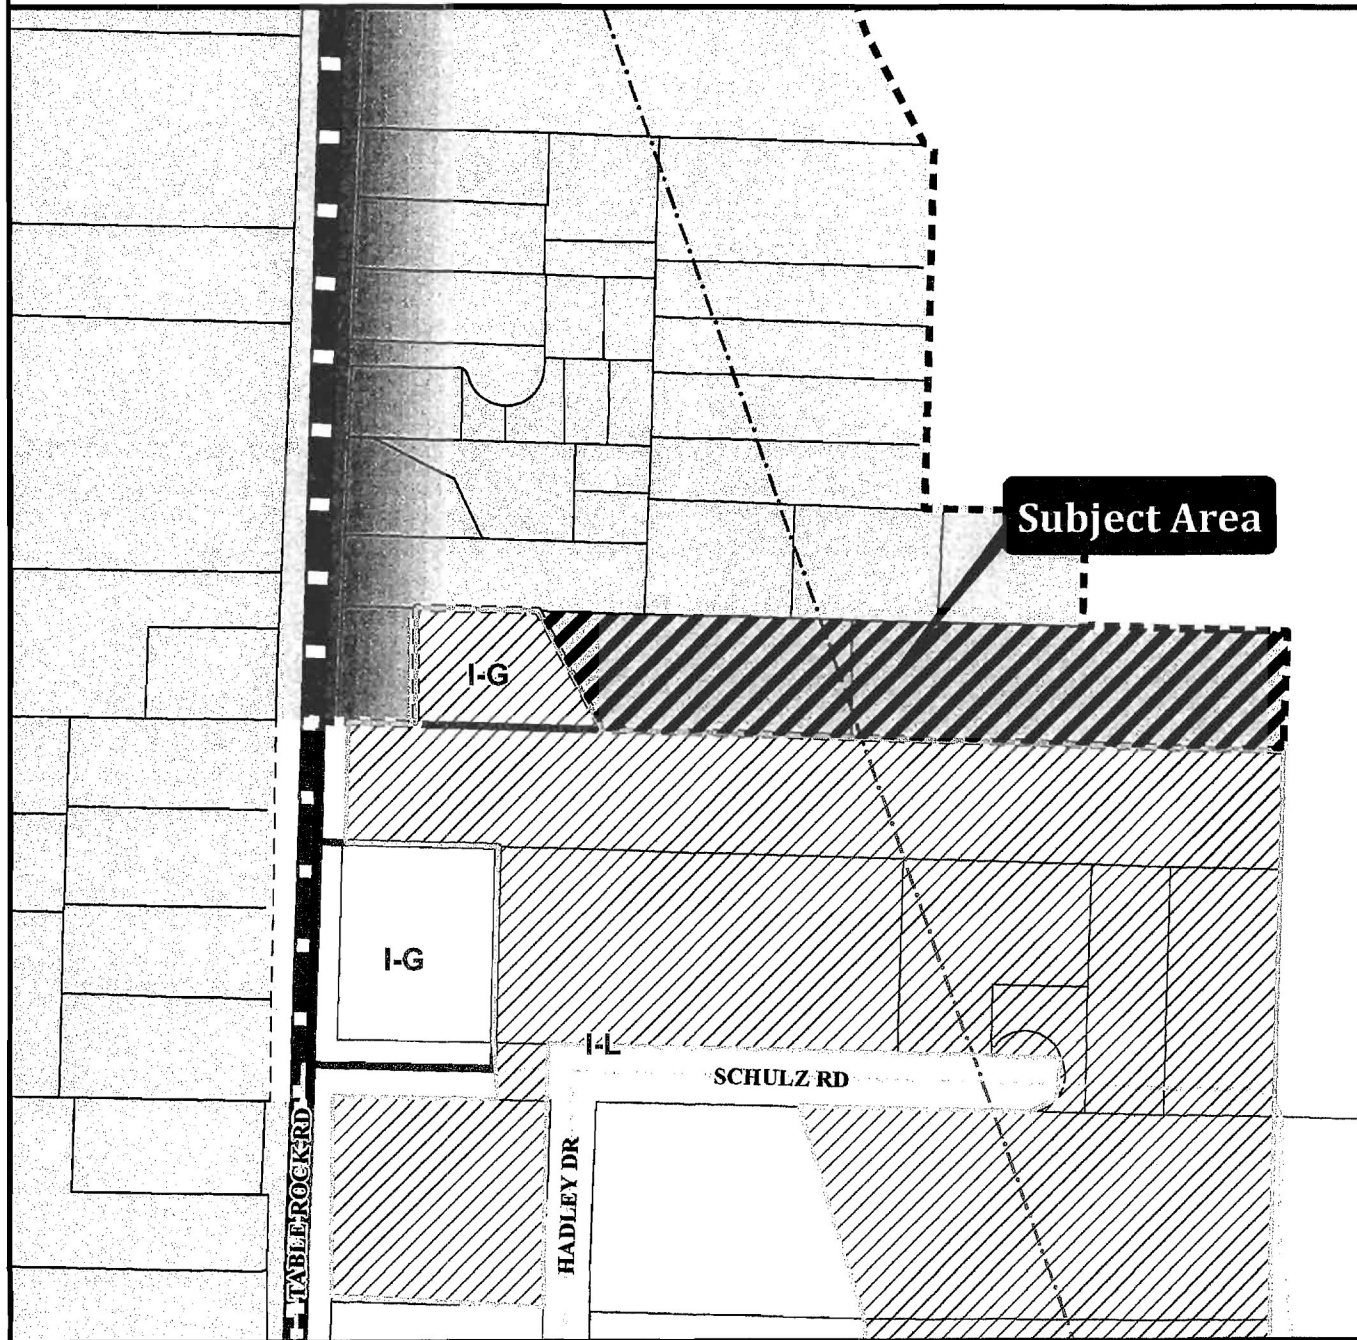 Subject Area
I-G
I-G
I-L
SCHULZ RD
HADLEY DR
TABLE ROCK RD